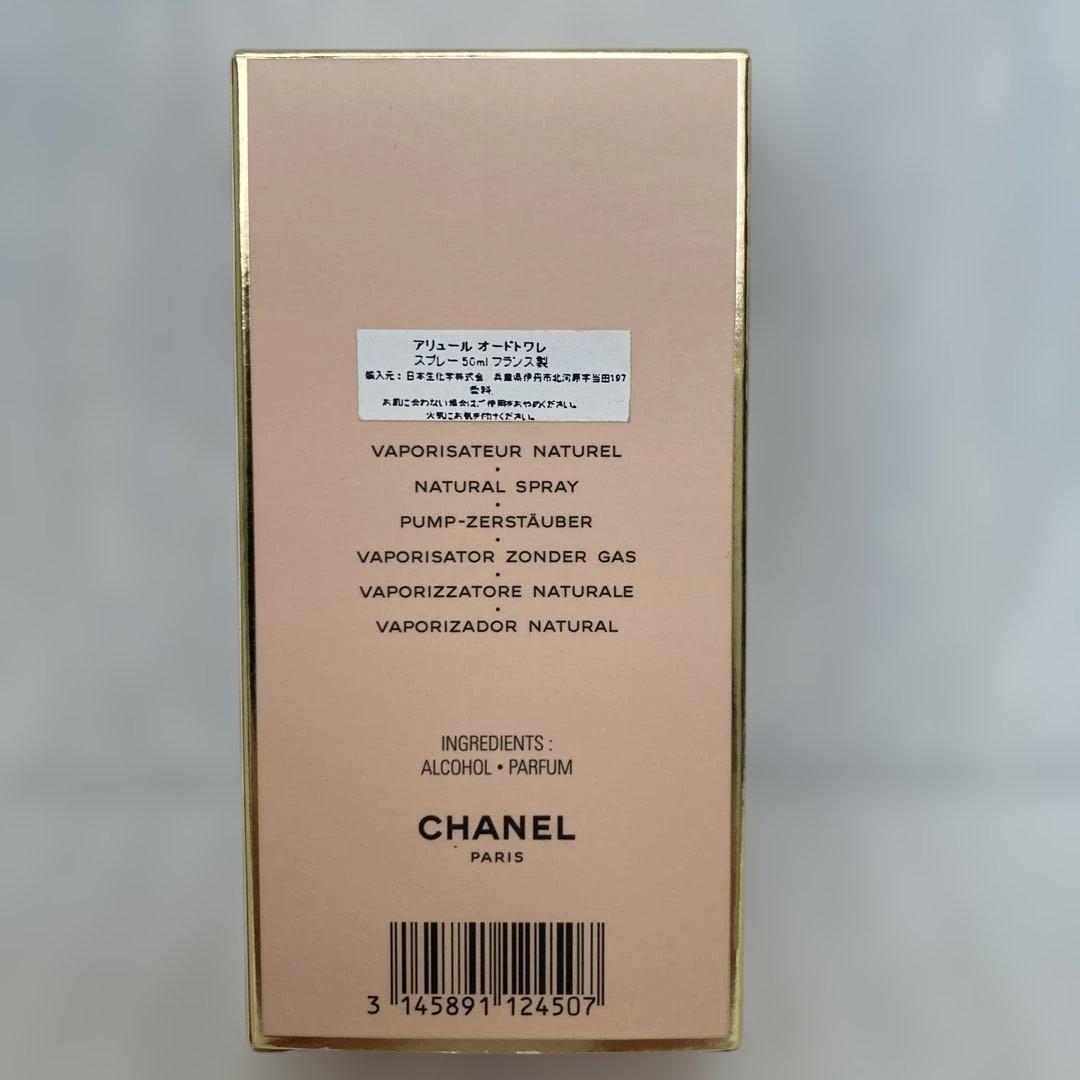 アリュール オードトワレ
スプレー 50ml フランス製
輸入元：日本生化学株式会 兵庫県伊丹市北河原字当田197
香料,
お肌に合わない場合はご使用をおやめください。
火気にお気を付けください。
VAPORISATEUR NATUREL
•
NATURAL SPRAY
•
PUMP-ZERSTÄUBER
•
VAPORISATOR ZONDER GAS
•
VAPORIZZATORE NATURALE
•
VAPORIZADOR NATURAL
INGREDIENTS :
ALCOHOL • PARFUM
CHANEL
PARIS
3 145891 124507